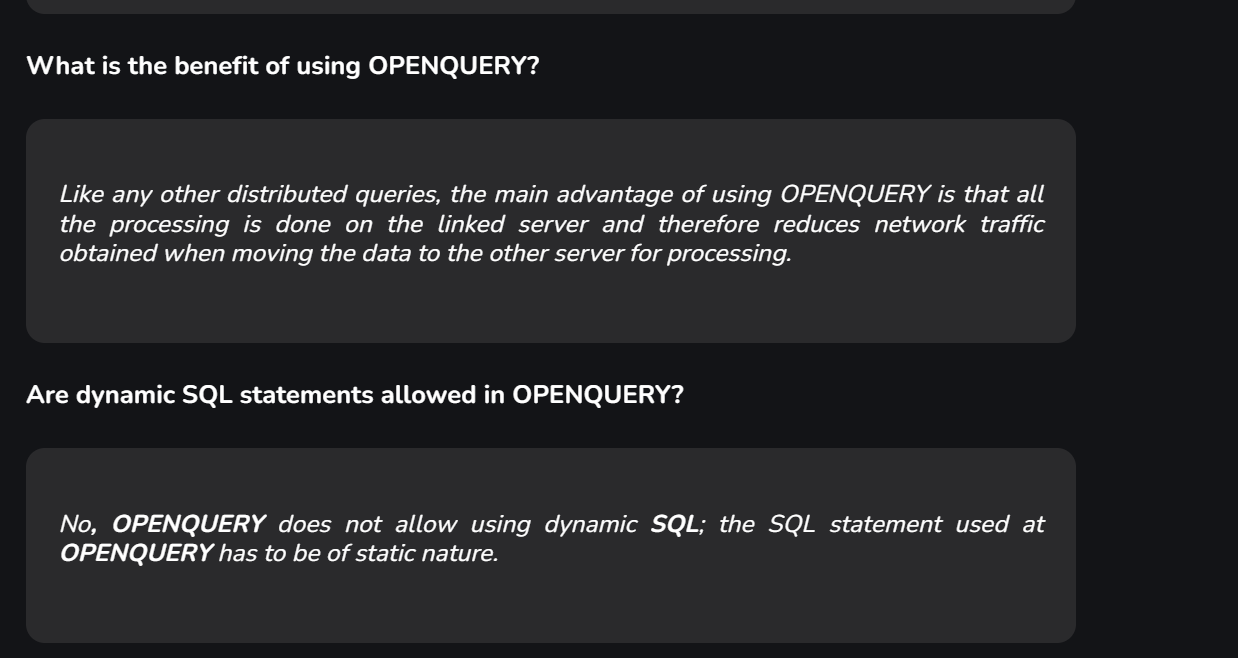 What is the benefit of using OPENQUERY?
Like any other distributed queries, the main advantage of using OPENQUERY is that all
the processing is done on the linked server and therefore reduces network traffic
obtained when moving the data to the other server for processing.
Are dynamic SQL statements allowed in OPENQUERY?
No, OPENQUERY does not allow using dynamic SQL; the SQL statement used at
OPENQUERY has to be of static nature.